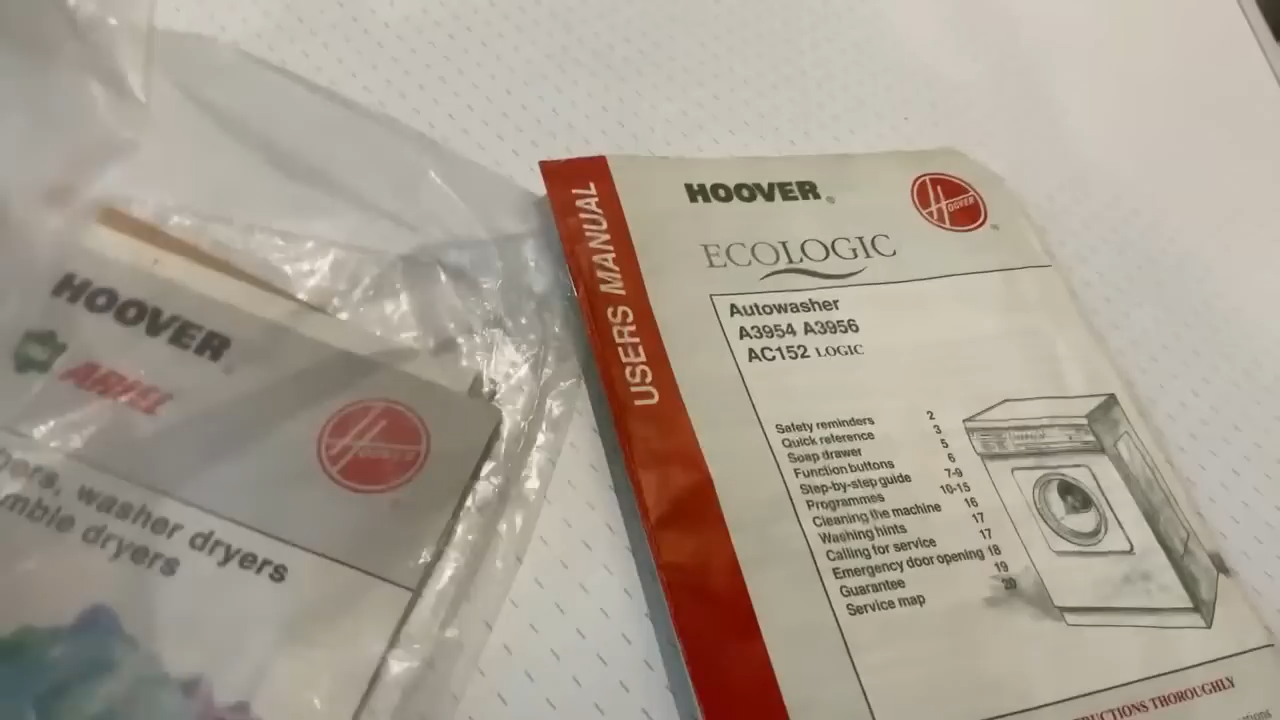 HOOVER
ARIEL
HOOVER
washer dryers
dryers
USERS MANUAL
HOOVER
HOOVER
ECOLOGIC
Autowasher
A3954 A3956
AC152 LOGIC
Safety reminders 2
Quick reference 3
Soap drawer 5
Function buttons 6
Step-by-step guide 7-9
Programmes 10-15
Cleaning the machine 16
Washing hints 17
Calling for service 17
Emergency door opening 18
Guarantee 19
Service map 20
THOROUGHLY